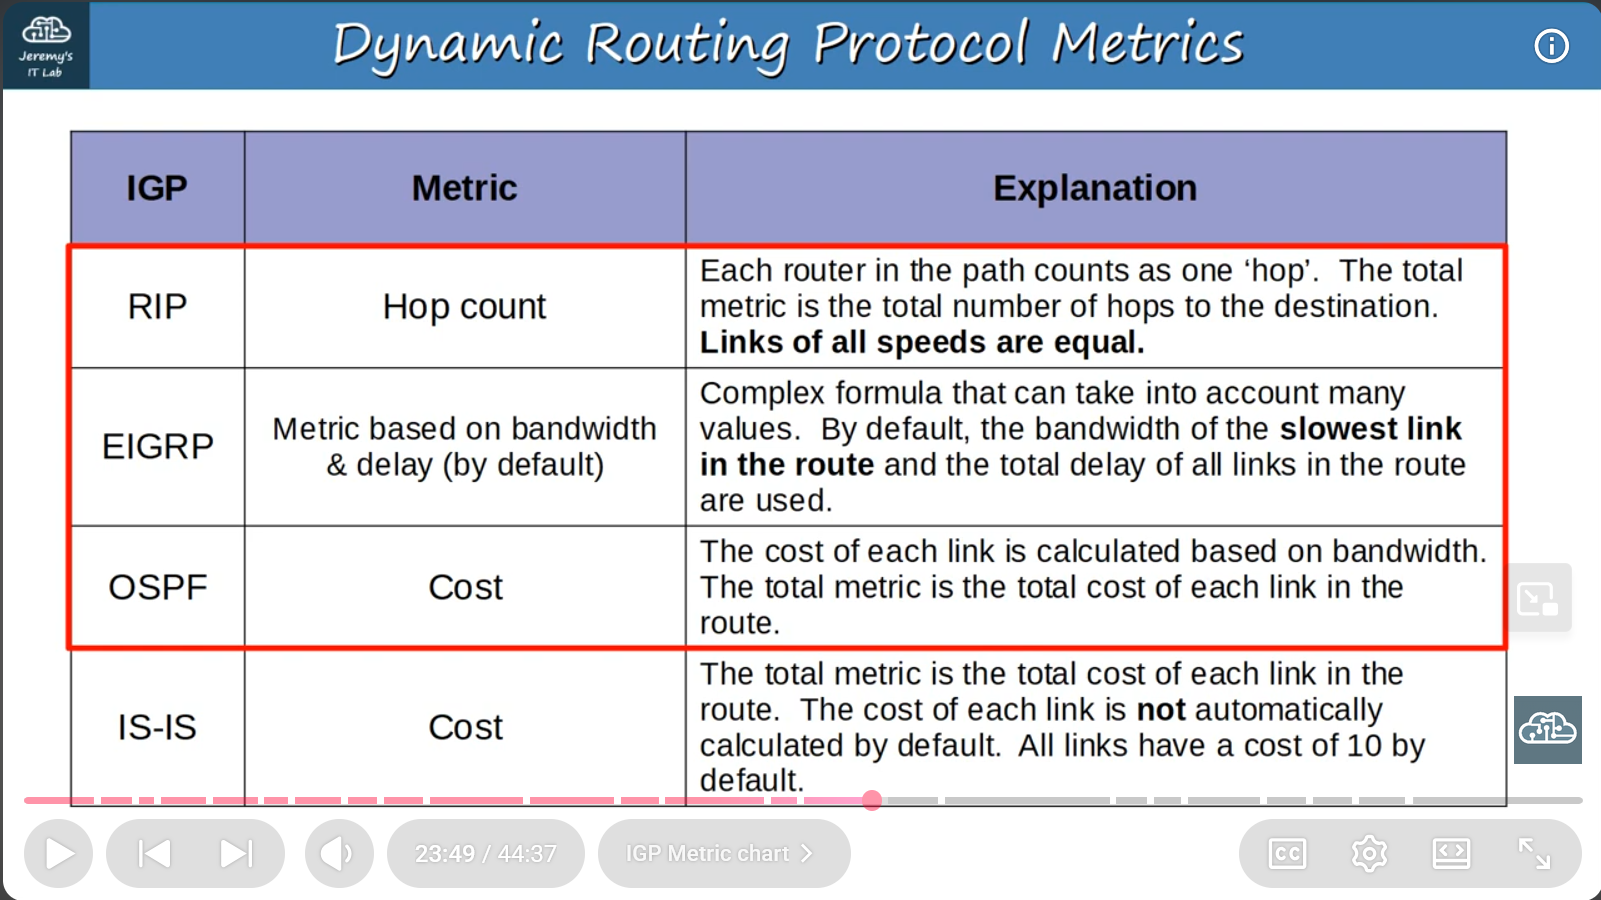 Jeremy's
IT Lab
Dynamic Routing Protocol Metrics
IGP
Metric
Explanation
RIP
Hop count
Each router in the path counts as one ‘hop’.  The total
metric is the total number of hops to the destination.
Links of all speeds are equal.
EIGRP
Metric based on bandwidth
& delay (by default)
Complex formula that can take into account many
values.  By default, the bandwidth of the slowest link
in the route and the total delay of all links in the route
are used.
OSPF
Cost
The cost of each link is calculated based on bandwidth.
The total metric is the total cost of each link in the
route.
IS-IS
Cost
The total metric is the total cost of each link in the
route.  The cost of each link is not automatically
calculated by default.  All links have a cost of 10 by
default.
23:49 / 44:37
IGP Metric chart
CC